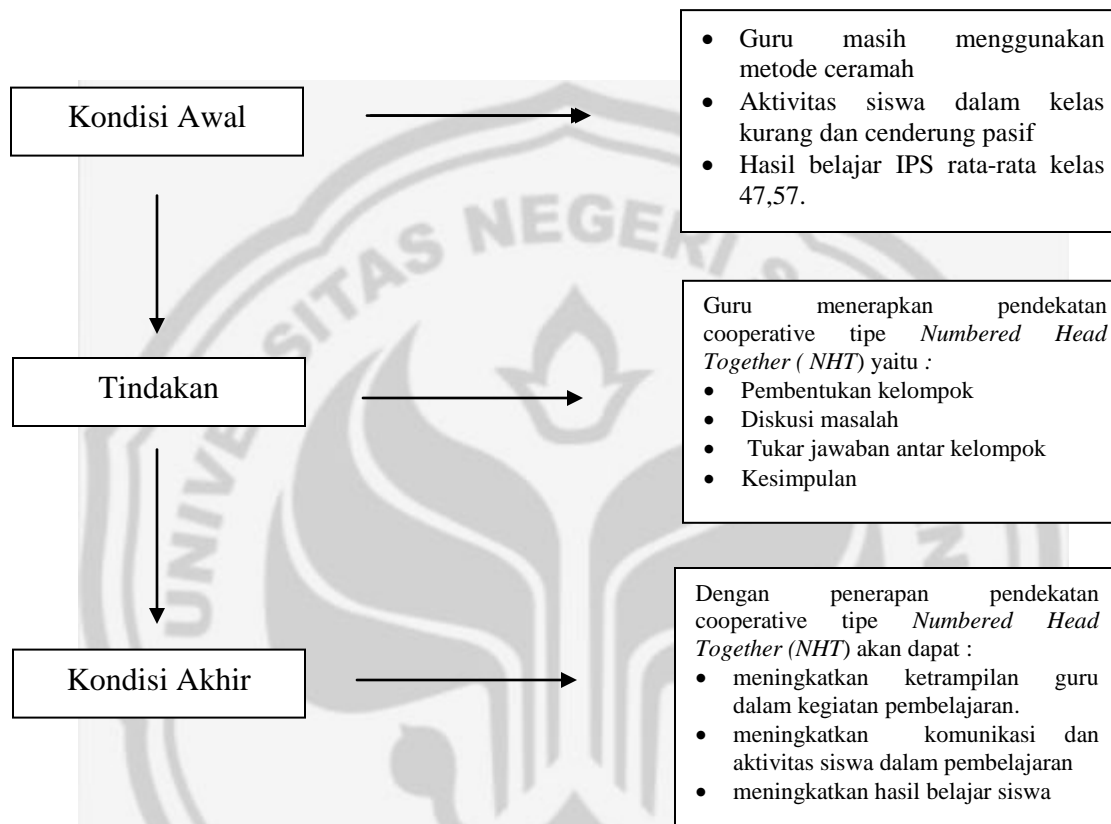 Kondisi Awal
• Guru masih menggunakan
metode ceramah
• Aktivitas siswa dalam kelas
kurang dan cenderung pasif
• Hasil belajar IPS rata-rata kelas
47,57.
Tindakan
Guru menerapkan pendekatan
cooperative tipe Numbered Head
Together ( NHT) yaitu :
• Pembentukan kelompok
• Diskusi masalah
• Tukar jawaban antar kelompok
• Kesimpulan
Kondisi Akhir
Dengan penerapan pendekatan
cooperative tipe Numbered Head
Together (NHT) akan dapat :
• meningkatkan ketrampilan guru
dalam kegiatan pembelajaran.
• meningkatkan komunikasi dan
aktivitas siswa dalam pembelajaran
• meningkatkan hasil belajar siswa
NEGERI